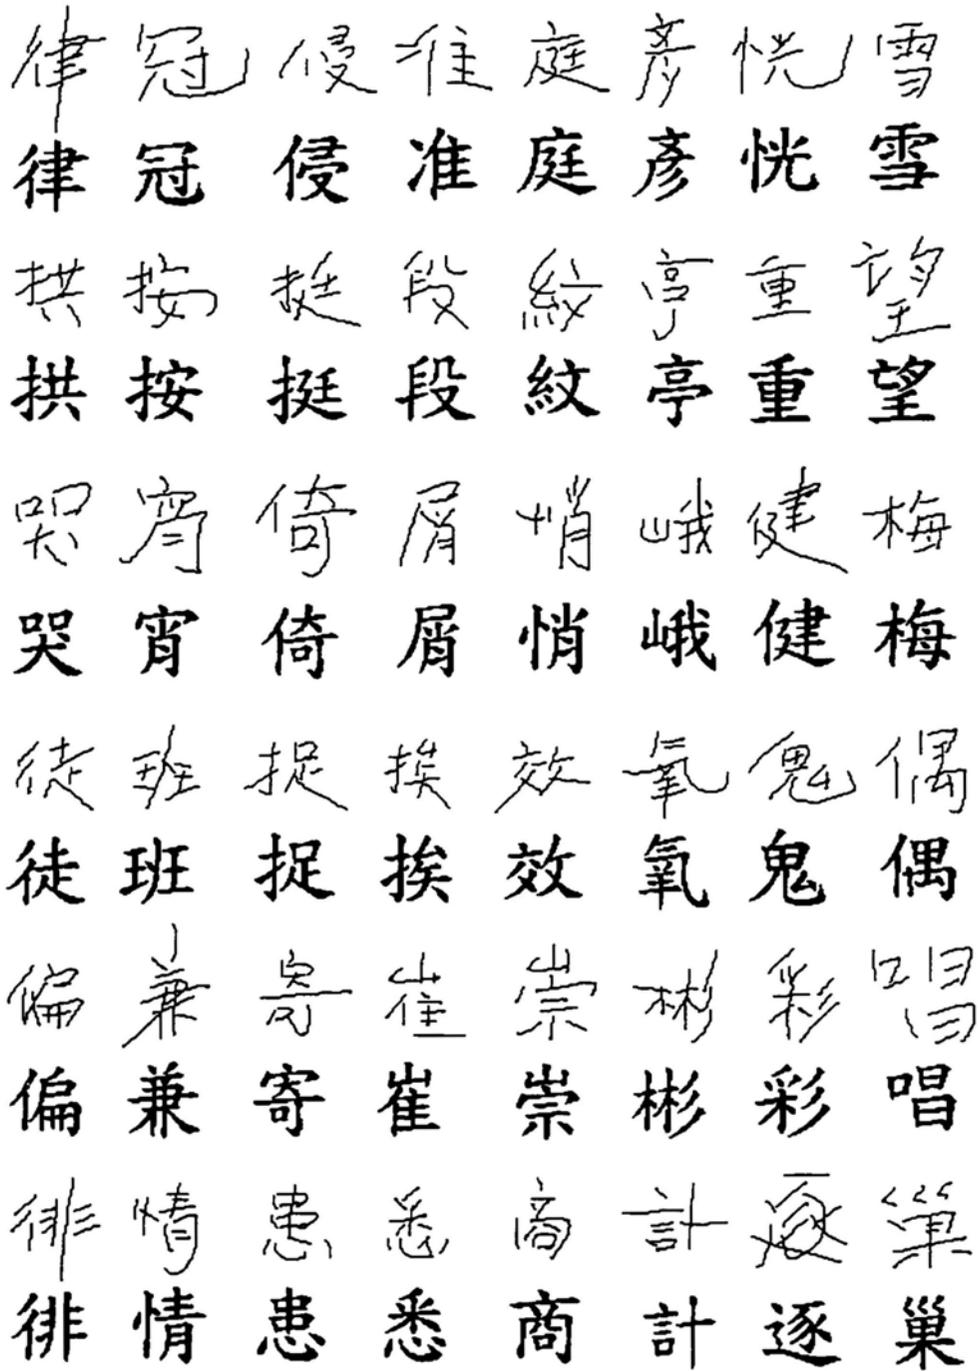 律冠侵准庭彥恍雪
律冠侵准庭彥恍雪
拱按挺段紋亭重望
拱按挺段紋亭重望
哭宵倚屑悄峨健梅
哭宵倚屑悄峨健梅
徒班捉挨效氧鬼偶
徒班捉挨效氧鬼偶
偏兼寄崔崇彬彩唱
偏兼寄崔崇彬彩唱
徘情患悉商計逐巢
徘情患悉商計逐巢